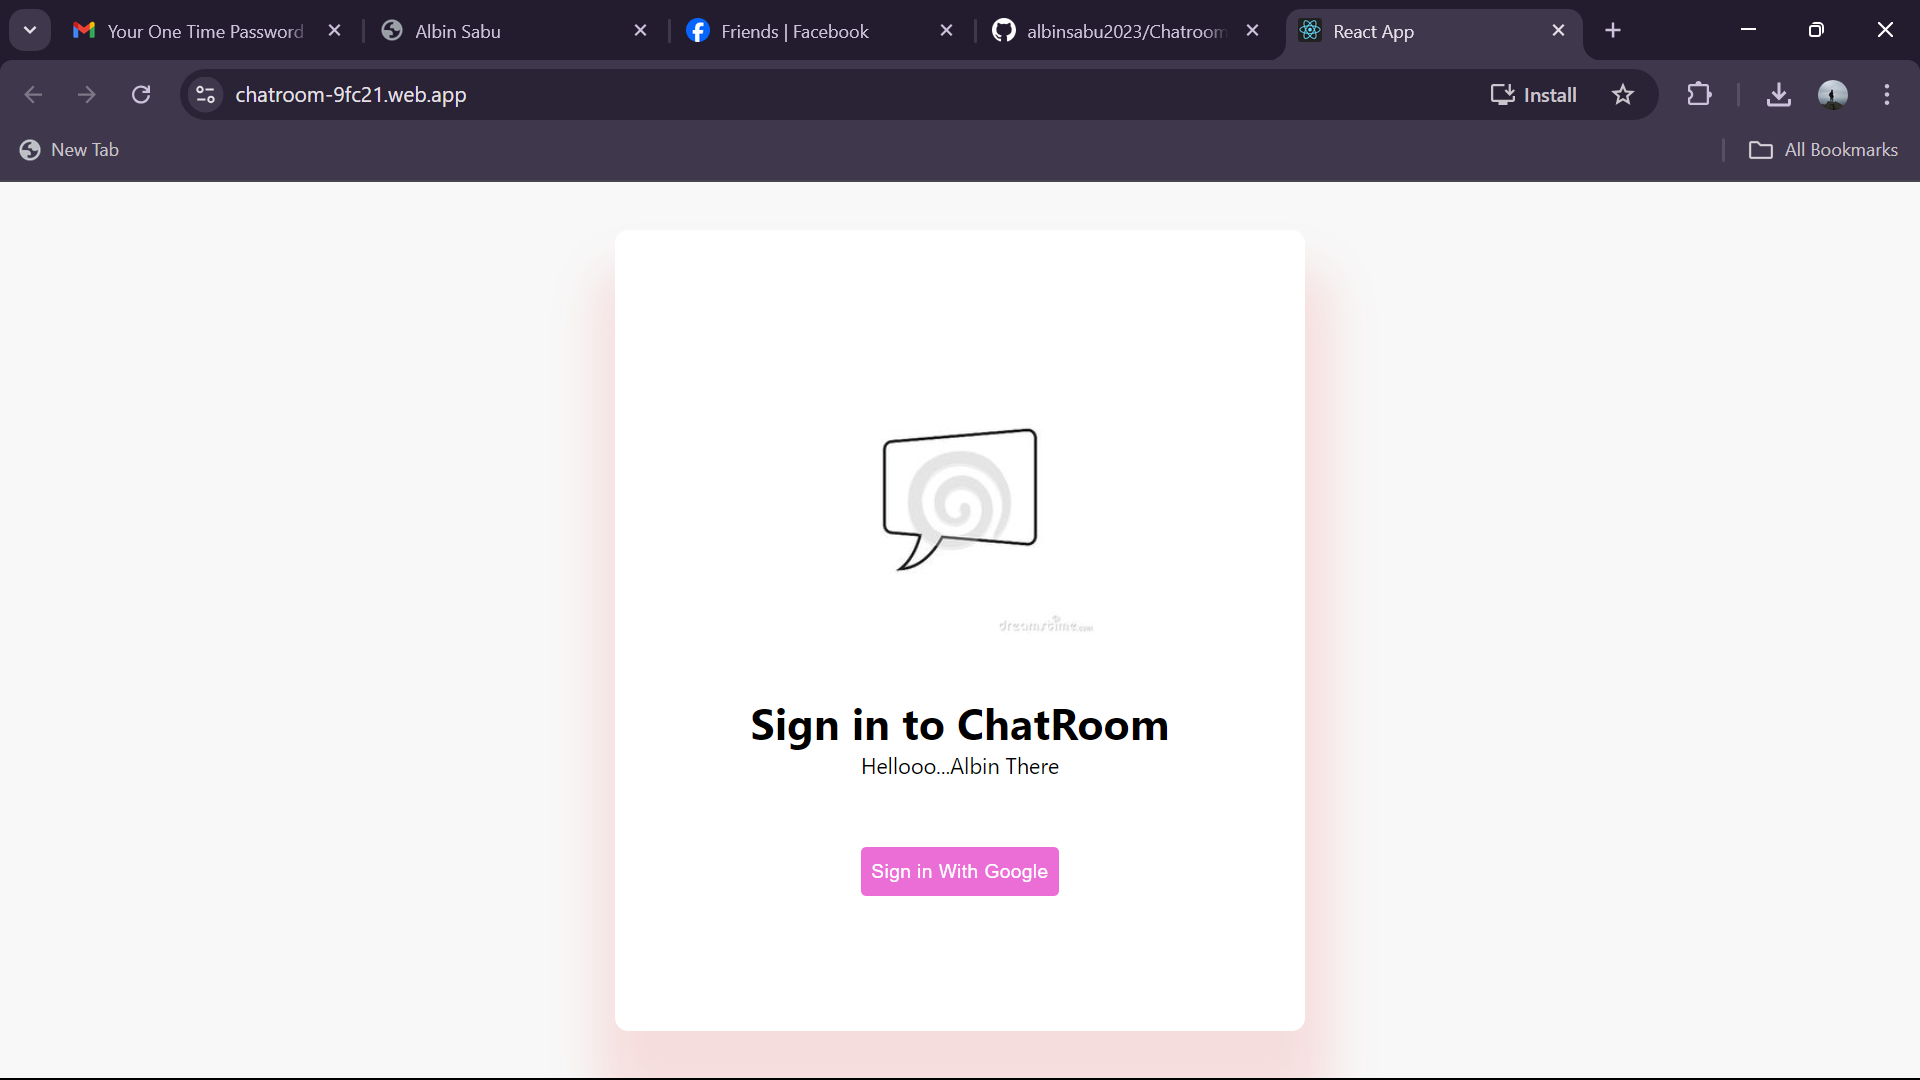 Your One Time Password
Albin Sabu
Friends | Facebook
albinsabu2023/Chatroom
React App
chatroom-9fc21.web.app
Install
New Tab
All Bookmarks
dreamstime.com
Sign in to ChatRoom
Hellooo...Albin There
Sign in With Google